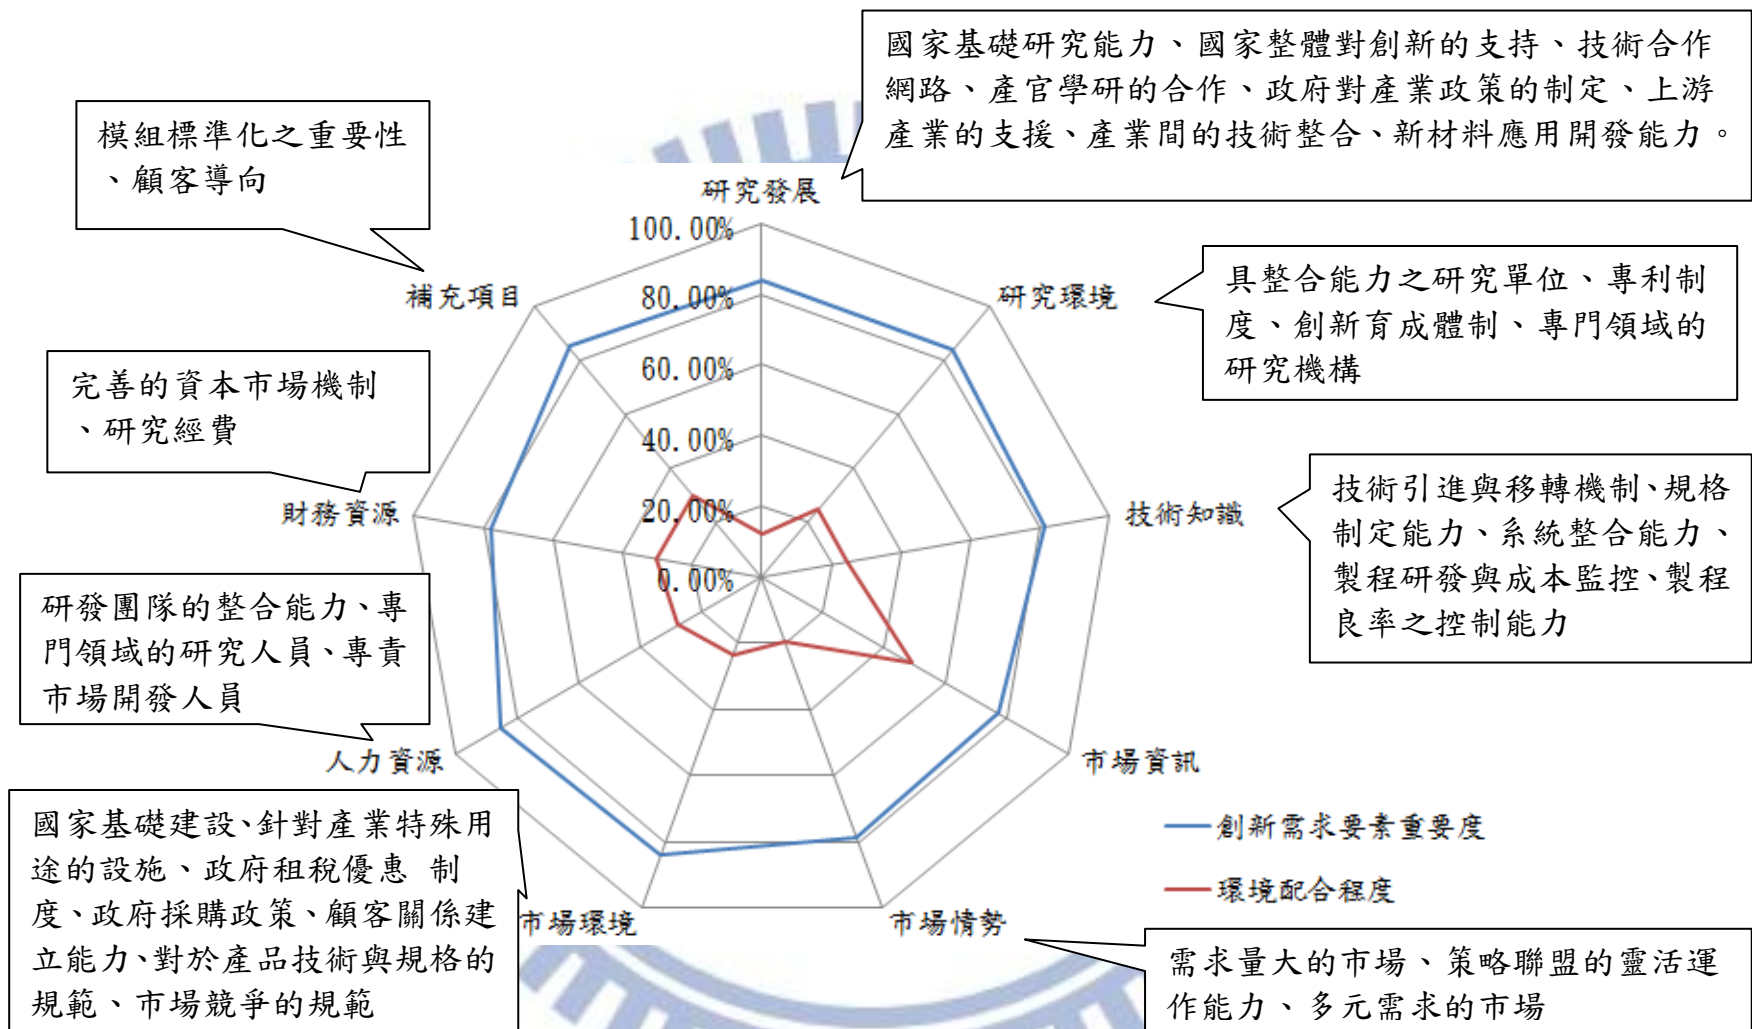 國家基礎研究能力、國家整體對創新的支持、技術合作
網路、產官學研的合作、政府對產業政策的制定、上游
產業的支援、產業間的技術整合、新材料應用開發能力。
模組標準化之重要性
、顧客導向
研究發展
100.00%
80.00%
60.00%
40.00%
20.00%
0.00%
補充項目
研究環境
具整合能力之研究單位、專利制
度、創新育成體制、專門領域的
研究機構
完善的資本市場機制
、研究經費
財務資源
技術知識
技術引進與移轉機制、規格
制定能力、系統整合能力、
製程研發與成本監控、製程
良率之控制能力
研發團隊的整合能力、專
門領域的研究人員、專責
市場開發人員
人力資源
市場資訊
國家基礎建設、針對產業特殊用
途的設施、政府租稅優惠 制
度、政府採購政策、顧客關係建
立能力、對於產品技術與規格的
規範、市場競爭的規範
創新需求要素重要度
環境配合程度
市場環境
市場情勢
需求量大的市場、策略聯盟的靈活運
作能力、多元需求的市場